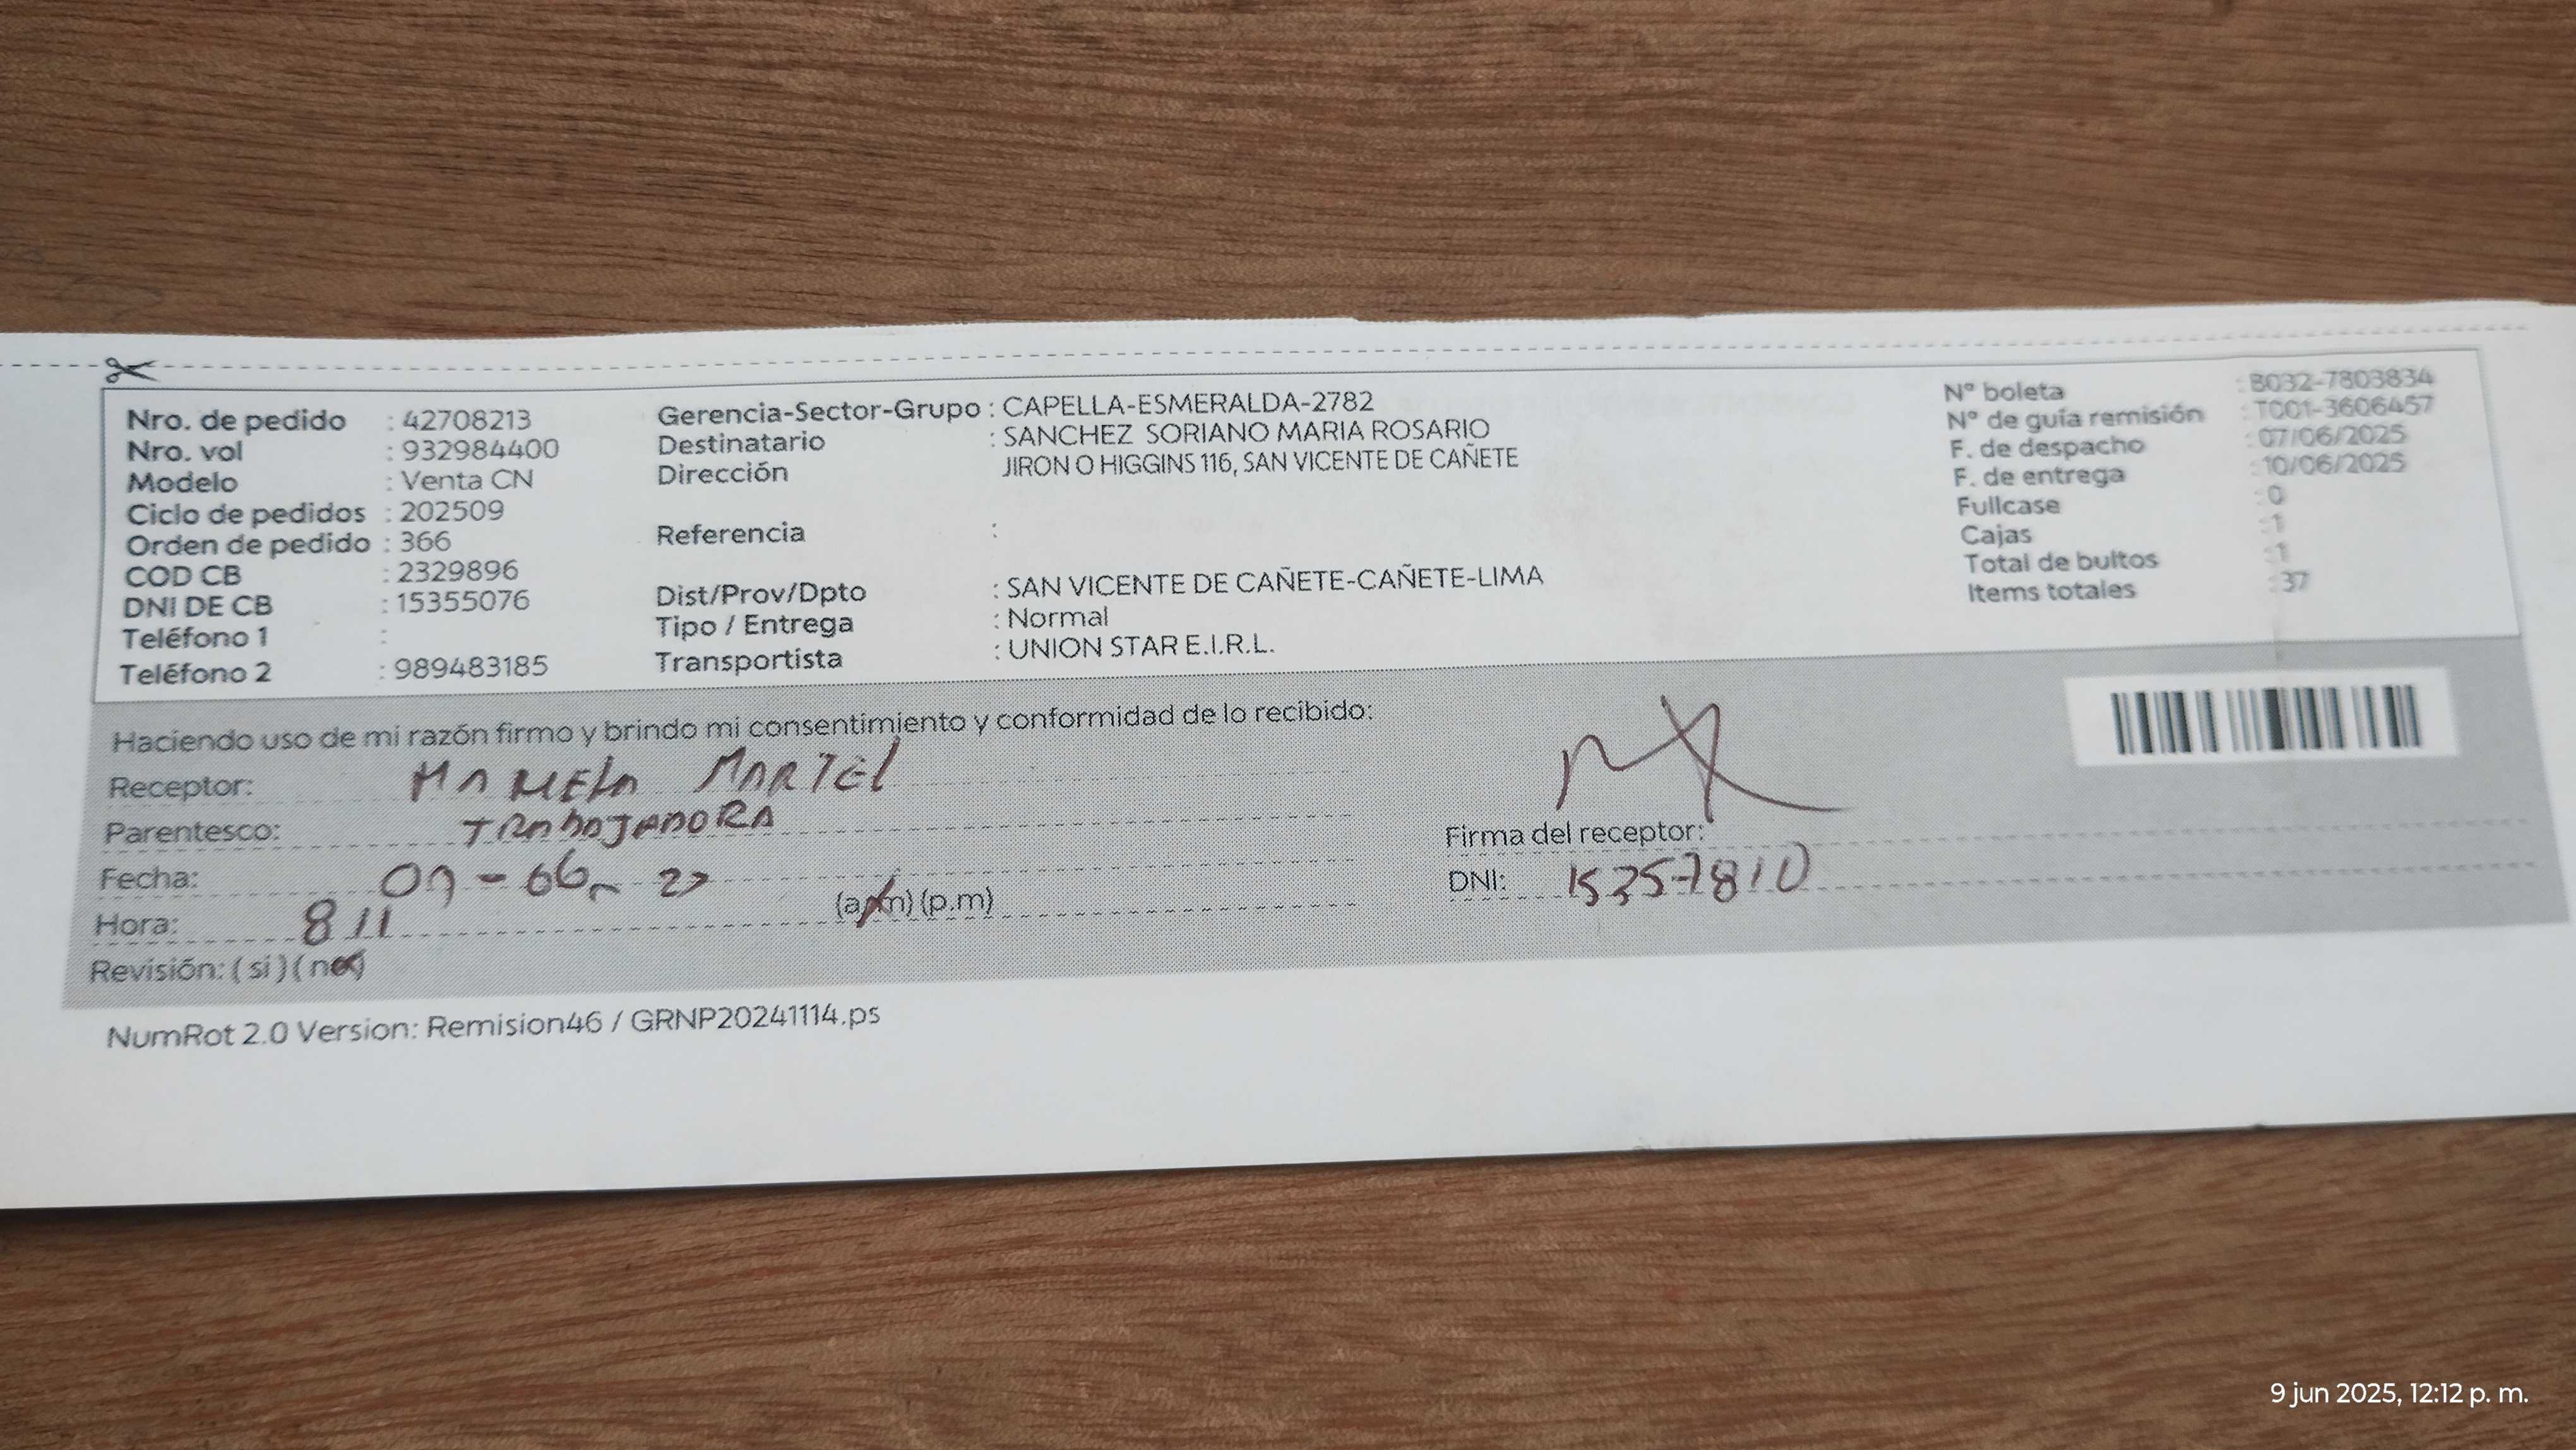 Nro. de pedido : 42708213
Nro. vol : 932984400
Modelo : Venta CN
Ciclo de pedidos : 202509
Orden de pedido : 366
COD CB : 2329896
DNI DE CB : 15355076
Teléfono 1 :
Teléfono 2 : 989483185
Gerencia-Sector-Grupo : CAPELLA-ESMERALDA-2782
Destinatario : SANCHEZ SORIANO MARIA ROSARIO
Dirección JIRON O HIGGINS 116, SAN VICENTE DE CAÑETE
Referencia :
Dist/Prov/Dpto : SAN VICENTE DE CAÑETE-CAÑETE-LIMA
Tipo / Entrega : Normal
Transportista : UNION STAR E.I.R.L.
Nº boleta : B032-7803834
Nº de guía remisión : T001-3606457
F. de despacho : 07/06/2025
F. de entrega : 10/06/2025
Fullcase : 0
Cajas : 1
Total de bultos : 1
Items totales : 37
Haciendo uso de mi razón firmo y brindo mi consentimiento y conformidad de lo recibido:
Receptor: MARTEL
Parentesco: TRABAJADORA
Fecha: 09 -
Hora: 8 11 (a.m) (p.m)
Revisión: ( si ) ( no )
Firma del receptor:
DNI: 15357810
NumRot 2.0 Version: Remision46 / GRNP20241114.ps
9 jun 2025, 12:12 p. m.